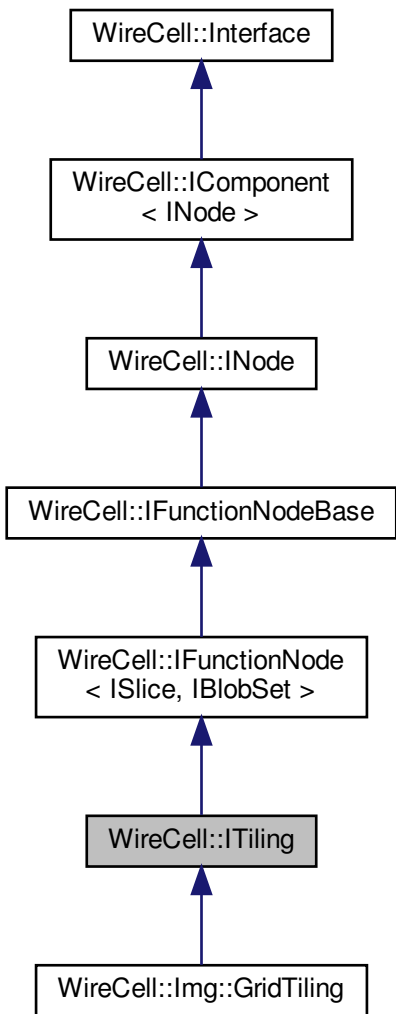 WireCell::Interface
WireCell::IComponent
< INode >
WireCell::INode
WireCell::IFunctionNodeBase
WireCell::IFunctionNode
< ISlice, IBlobSet >
WireCell::ITiling
WireCell::Img::GridTiling